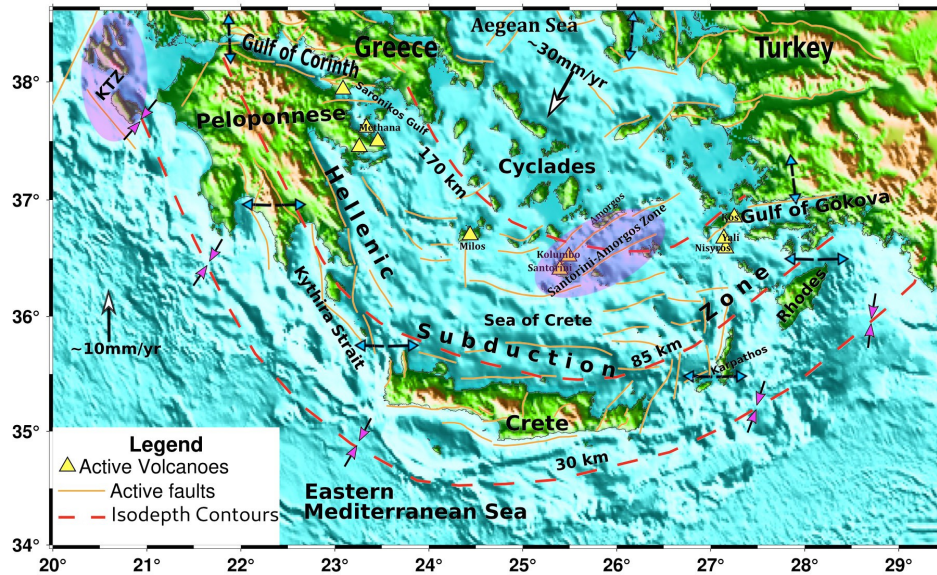 Aegean Sea
~30mm/yr
Greece
Turkey
Gulf of Corinth
38°
KTZ
Saronikos Gulf
Peloponnese
Methana
170 km
Cyclades
37°
Hellenic
Amorgos
Kos
Gulf of Gökova
Milos
Kolumbo
Santorini
Santorini-Amorgos Zone
Yali
Nisyros
Kythira Strait
Zone
Rhodes
36°
~10mm/yr
Sea of Crete
Subduction
85 km
Karpathos
35°
Crete
30 km
Legend
Active Volcanoes
Active faults
Isodepth Contours
Eastern
Mediterranean Sea
34°
20° 21° 22° 23° 24° 25° 26° 27° 28° 29°